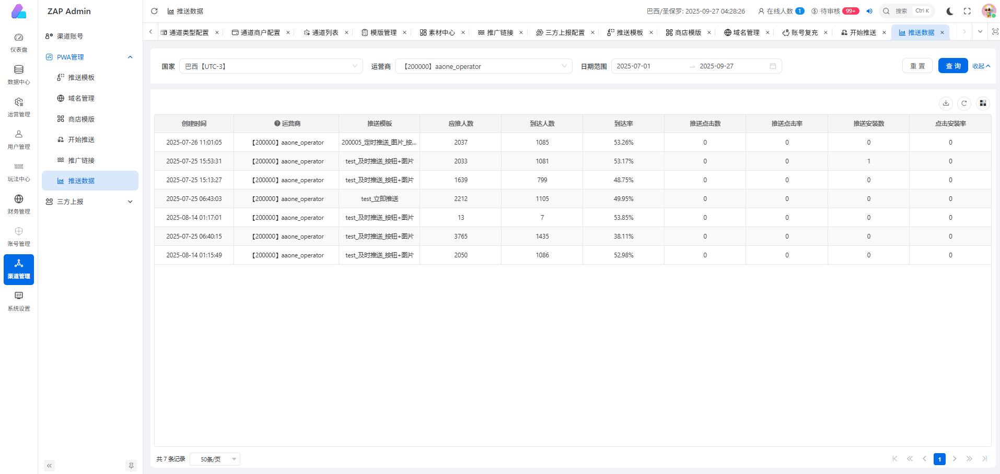 ZAP Admin
推送数据
巴西/圣保罗: 2025-09-27 04:28:26
在线人数 1
待审核 99+
搜索 Ctrl K
通道类型配置
通道商户配置
通道列表
模版管理
素材中心
推广链接
三方上报配置
推送模板
商店模版
域名管理
账号复充
开始推送
推送数据
仪表盘
数据中心
运营管理
用户管理
玩法中心
财务管理
账号管理
渠道管理
系统设置
渠道账号
PWA管理
推送模板
域名管理
商店模版
开始推送
推广链接
推送数据
三方上报
国家 巴西【UTC-3】 运营商 【200000】aaone_operator 日期范围 2025-07-01 2025-09-27 重置 查询 收起
创建时间 运营商 推送模板 应推人数 到达人数 到达率 推送点击数 推送点击率 推送安装数 点击安装率
2025-07-26 11:01:05 【200000】aaone_operator 200005_定时推送_图片_按... 2037 1085 53.26% 0 0 0 0
2025-07-25 15:53:31 【200000】aaone_operator test_及时推送_按钮+图片 2033 1081 53.17% 0 0 1 0
2025-07-25 15:13:27 【200000】aaone_operator test_及时推送_按钮+图片 1639 799 48.75% 0 0 0 0
2025-07-25 06:43:03 【200000】aaone_operator test_立即推送 2212 1105 49.95% 0 0 0 0
2025-08-14 01:17:01 【200000】aaone_operator test_及时推送_按钮+图片 13 7 53.85% 0 0 0 0
2025-07-25 06:40:15 【200000】aaone_operator test_及时推送_按钮+图片 3765 1435 38.11% 0 0 0 0
2025-08-14 01:15:49 【200000】aaone_operator test_及时推送_按钮+图片 2050 1086 52.98% 0 0 0 0
共 7 条记录 50条/页 1